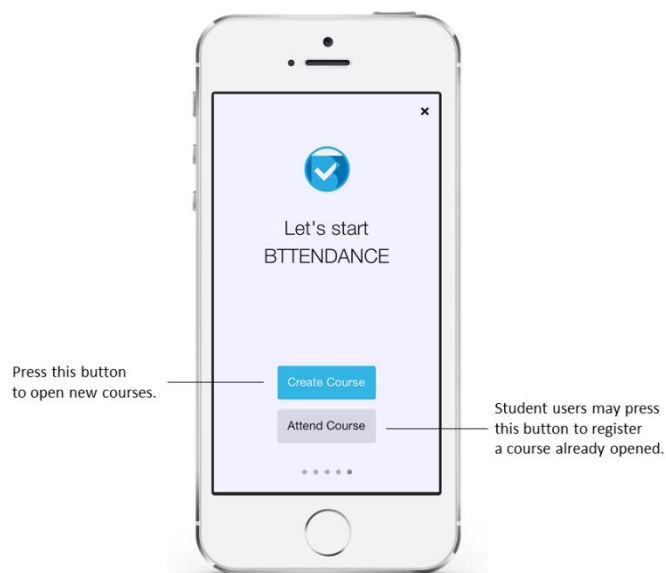 ×
Let's start
BTTENDANCE
Press this button
to open new courses.
Create Course
Attend Course
Student users may press
this button to register
a course already opened.